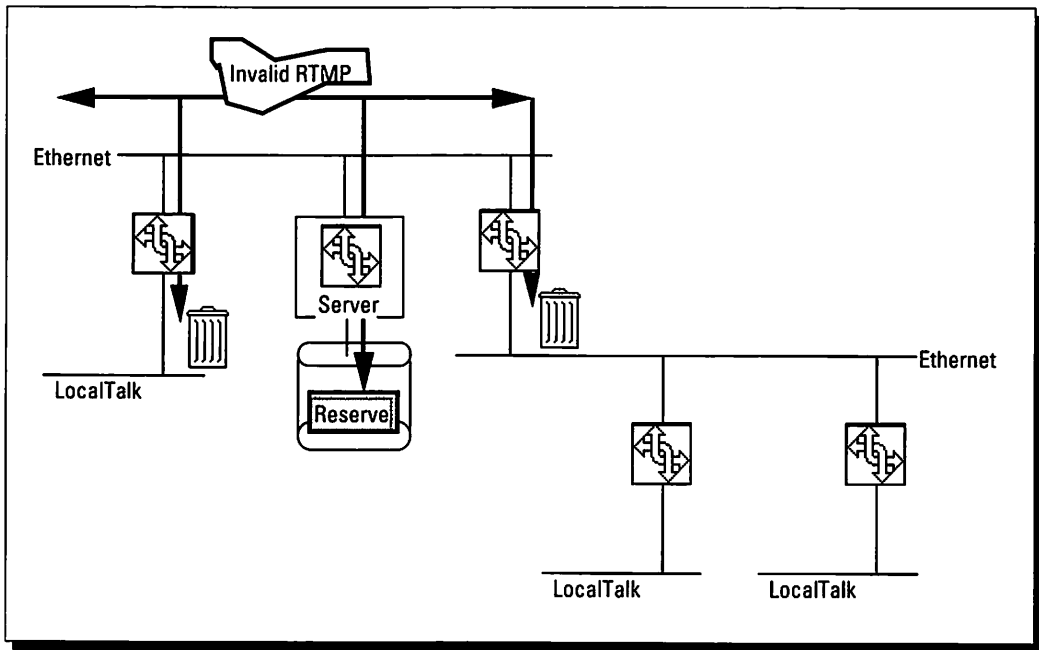 Invalid RTMP
Ethernet
Server
Ethernet
LocalTalk
Reserve
LocalTalk
LocalTalk